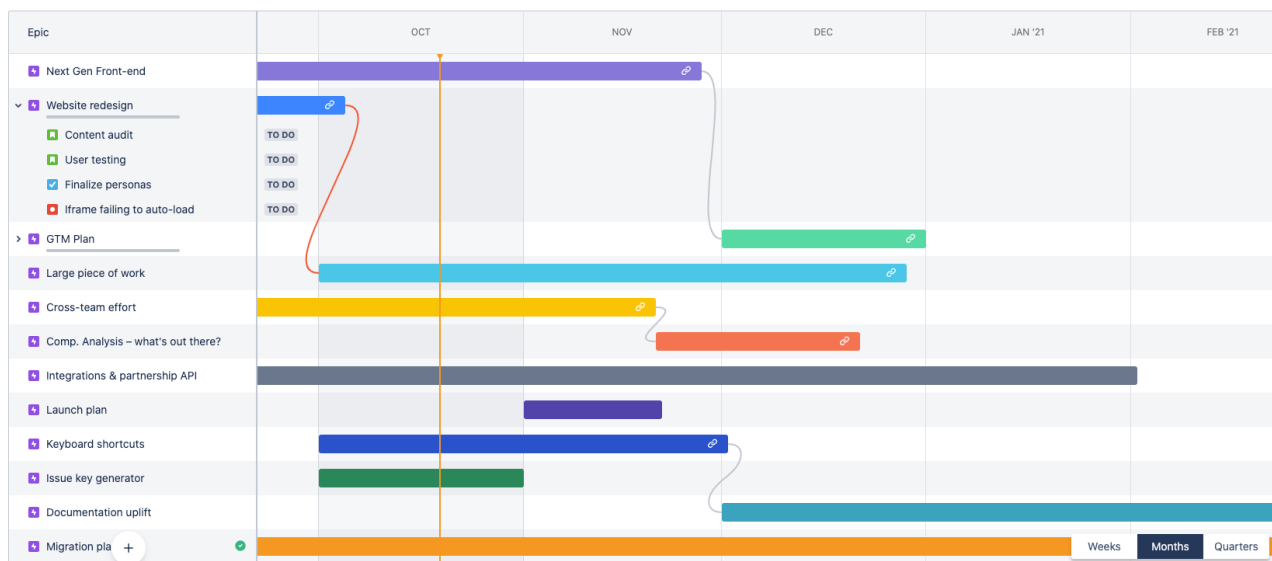 Epic OCT NOV DEC JAN '21 FEB '21
Next Gen Front-end
Website redesign
Content audit TO DO
User testing TO DO
Finalize personas TO DO
Iframe failing to auto-load TO DO
GTM Plan
Large piece of work
Cross-team effort
Comp. Analysis – what's out there?
Integrations & partnership API
Launch plan
Keyboard shortcuts
Issue key generator
Documentation uplift
Migration pla + Weeks Months Quarters